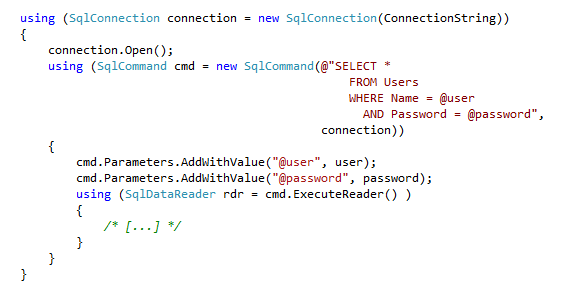 using (SqlConnection connection = new SqlConnection(ConnectionString))
{
    connection.Open();
    using (SqlCommand cmd = new SqlCommand(@"SELECT *
                                           FROM Users
                                           WHERE Name = @user
                                             AND Password = @password",
                                       connection))
    {
        cmd.Parameters.AddWithValue("@user", user);
        cmd.Parameters.AddWithValue("@password", password);
        using (SqlDataReader rdr = cmd.ExecuteReader() )
        {
            /* [...] */
        }
    }
}